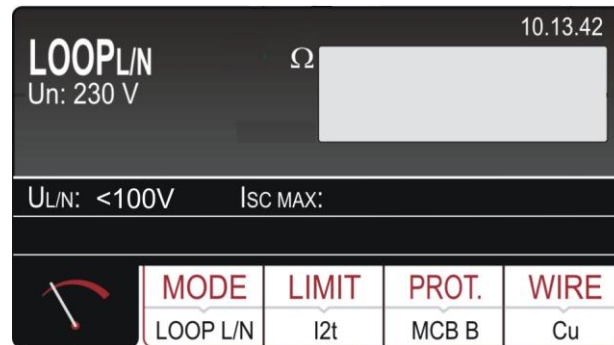 10.13.42
LOOPL/N
Ω
Un: 230 V
UL/N: <100V ISC MAX:
MODE LIMIT PROT. WIRE
LOOP L/N I2t MCB B Cu